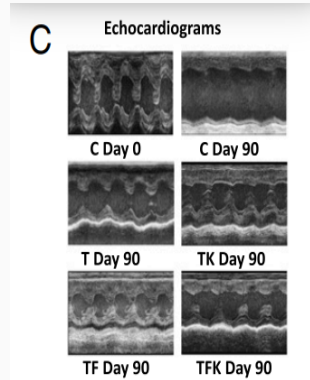 C
Echocardiograms
C Day 0
C Day 90
T Day 90
TK Day 90
TF Day 90
TFK Day 90